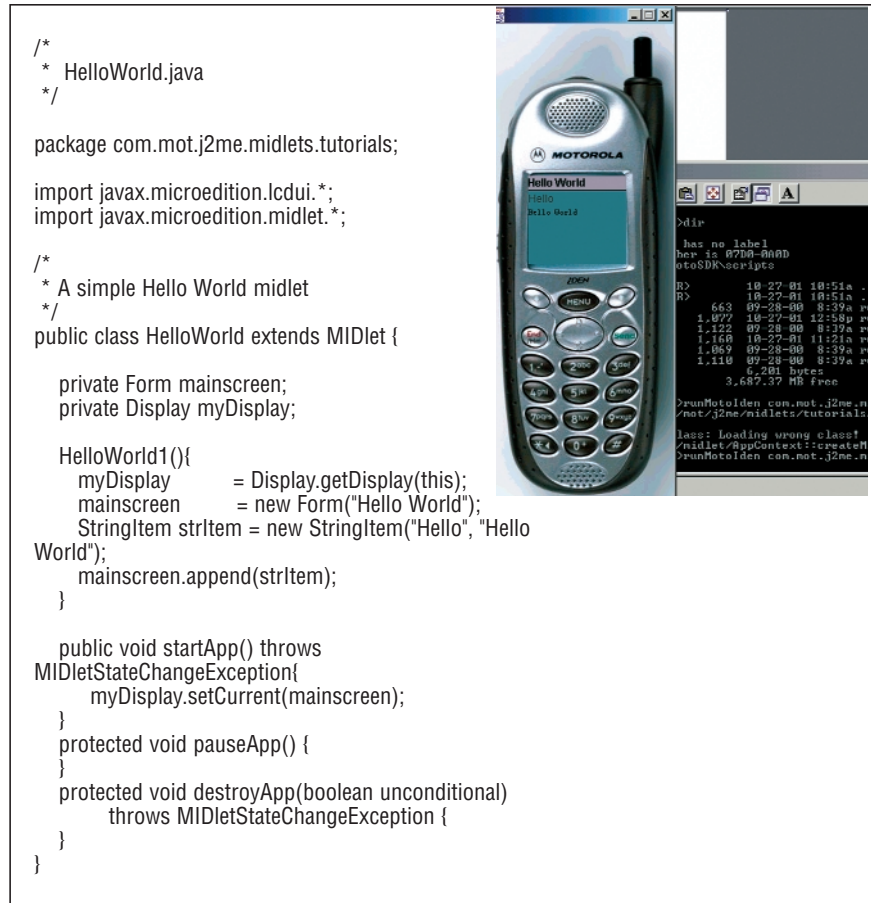 /*
* HelloWorld.java
*/
package com.mot.j2me.midlets.tutorials;
import javax.microedition.lcdui.*;
import javax.microedition.midlet.*;
/*
* A simple Hello World midlet
*/
public class HelloWorld extends MIDlet {
private Form mainscreen;
private Display myDisplay;
HelloWorld1(){
myDisplay = Display.getDisplay(this);
mainscreen = new Form("Hello World");
StringItem strItem = new StringItem("Hello", "Hello
World");
mainscreen.append(strItem);
}
public void startApp() throws
MIDletStateChangeException{
myDisplay.setCurrent(mainscreen);
}
protected void pauseApp() {
}
protected void destroyApp(boolean unconditional)
throws MIDletStateChangeException {
}
}
MOTOROLA
Hello World
Hello
Hello World
MENU
A
>dir
has no label
ber is 07D0-0A0D
otoSDK\scripts
R> 10-27-01 10:51a .
R> 10-27-01 10:51a .
663 09-28-00 8:39a r
1,077 10-27-01 12:58p r
1,122 09-28-00 8:39a r
1,160 10-27-01 11:21a r
1,069 09-28-00 8:39a r
1,110 09-28-00 8:39a r
6,201 bytes
3,687.37 MB free
>runMotoIden com.mot.j2me.m
/mot/j2me/midlets/tutorials
lass: Loading wrong class!
/midlet/AppContext::createM
>runMotoIden com.mot.j2me.m